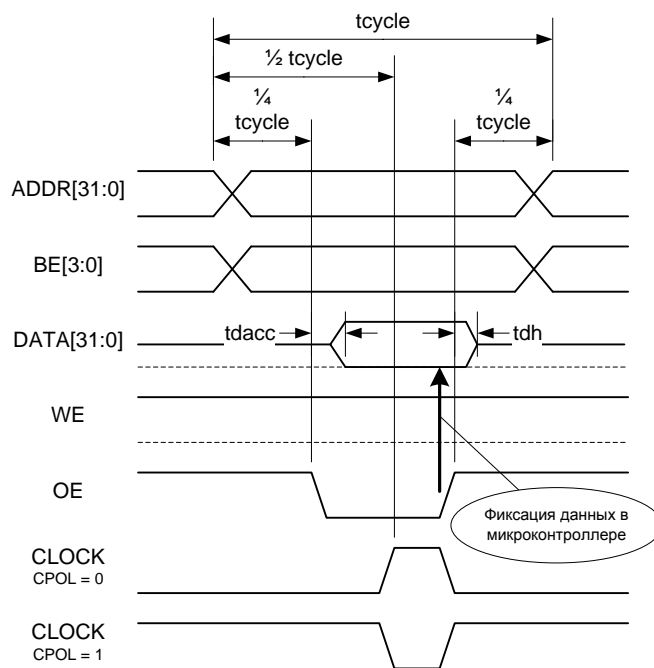 tcycle
½ tcycle
¼
tcycle
¼
tcycle
ADDR[31:0]
BE[3:0]
DATA[31:0]
tdacc
tdh
WE
OE
Фиксация данных в
микроконтроллере
CLOCK
CPOL = 0
CLOCK
CPOL = 1